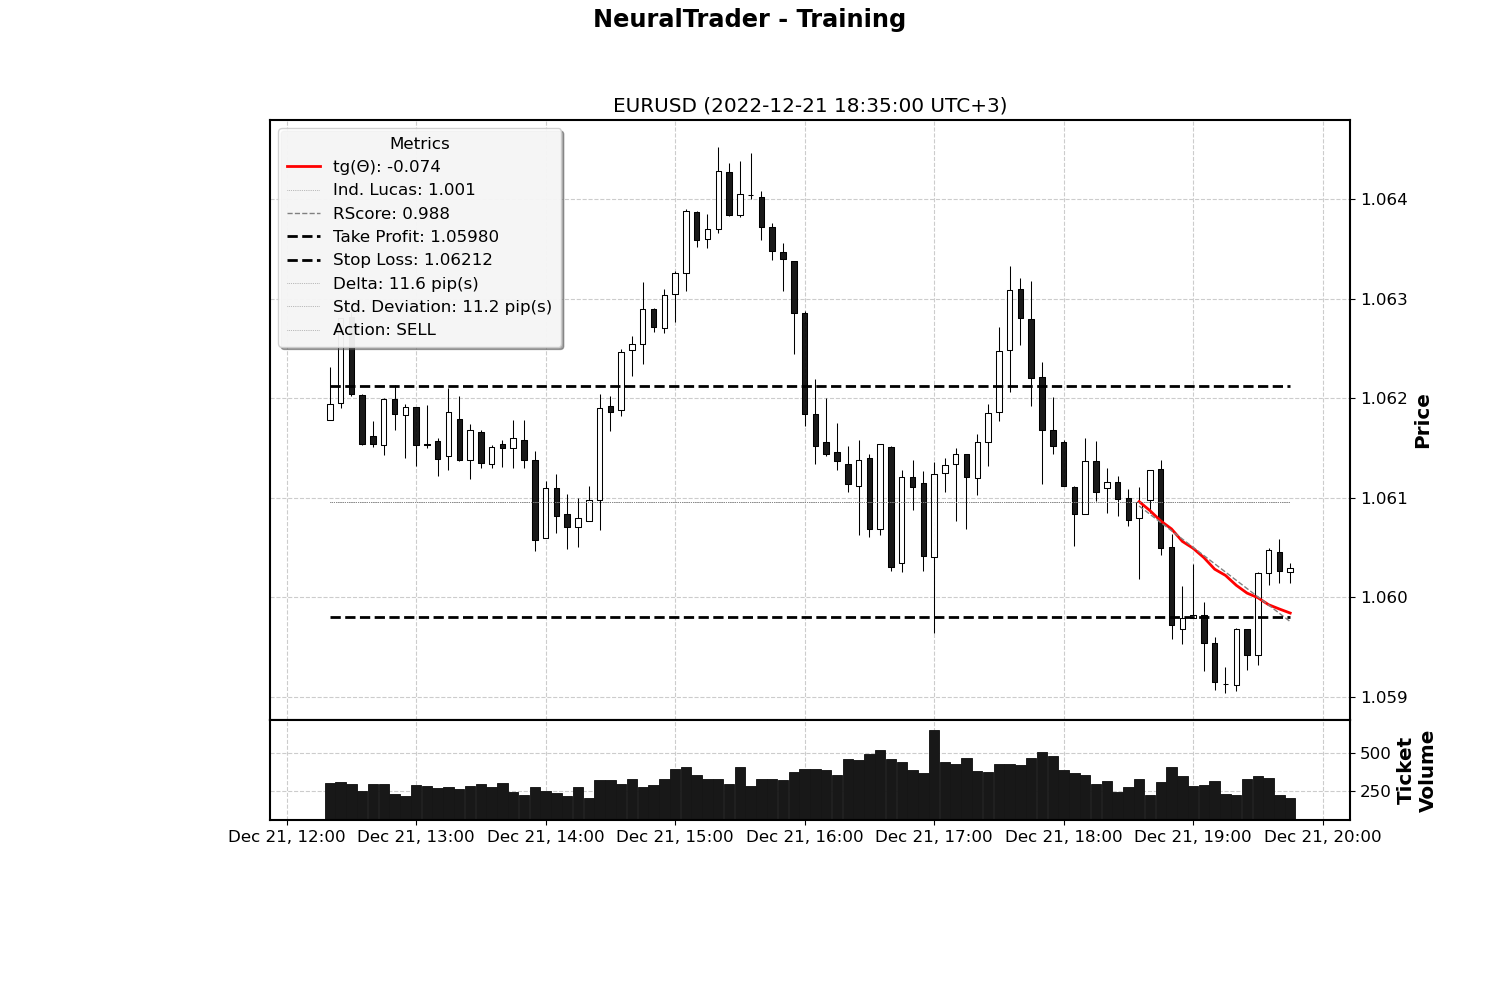 NeuralTrader - Training
EURUSD (2022-12-21 18:35:00 UTC+3)
Metrics
tg(Θ): -0.074
Ind. Lucas: 1.001
RScore: 0.988
Take Profit: 1.05980
Stop Loss: 1.06212
Delta: 11.6 pip(s)
Std. Deviation: 11.2 pip(s)
Action: SELL
1.064
1.063
1.062
1.061
1.060
1.059
Price
500
250
Ticket
Volume
Dec 21, 12:00 Dec 21, 13:00 Dec 21, 14:00 Dec 21, 15:00 Dec 21, 16:00 Dec 21, 17:00 Dec 21, 18:00 Dec 21, 19:00 Dec 21, 20:00